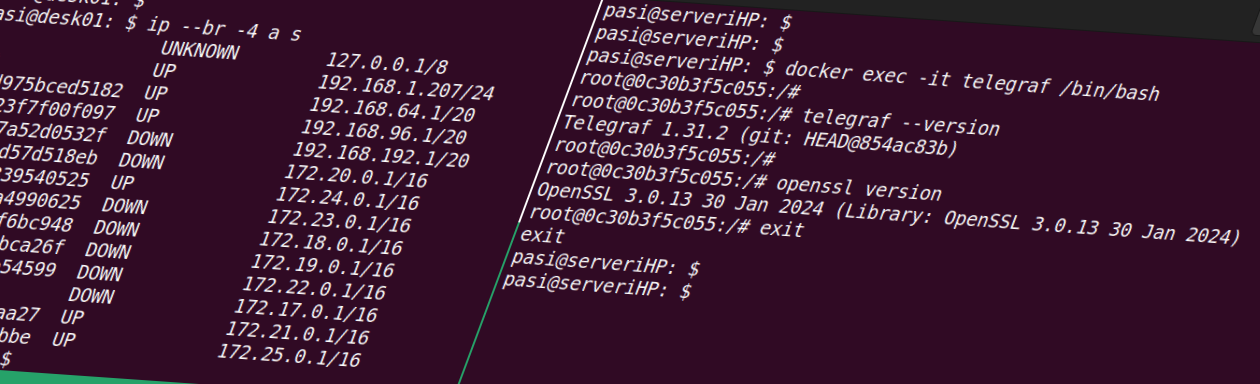 @desk01: $
asi@desk01: $ ip --br -4 a s
UNKNOWN 127.0.0.1/8
UP 192.168.1.207/24
975bced5182 UP 192.168.64.1/20
23f7f00f097 UP 192.168.96.1/20
7a52d0532f DOWN 192.168.192.1/20
d57d518eb DOWN 172.20.0.1/16
39540525 UP 172.24.0.1/16
4990625 DOWN 172.23.0.1/16
f6bc948 DOWN 172.18.0.1/16
bca26f DOWN 172.19.0.1/16
54599 DOWN 172.22.0.1/16
DOWN 172.17.0.1/16
aa27 UP 172.21.0.1/16
bbe UP 172.25.0.1/16
$
pasi@serveriHP: $
pasi@serveriHP: $
pasi@serveriHP: $ docker exec -it telegraf /bin/bash
root@0c30b3f5c055:/#
root@0c30b3f5c055:/# telegraf --version
Telegraf 1.31.2 (git: HEAD@854ac83b)
root@0c30b3f5c055:/#
root@0c30b3f5c055:/# openssl version
OpenSSL 3.0.13 30 Jan 2024 (Library: OpenSSL 3.0.13 30 Jan 2024)
root@0c30b3f5c055:/# exit
exit
pasi@serveriHP: $
pasi@serveriHP: $